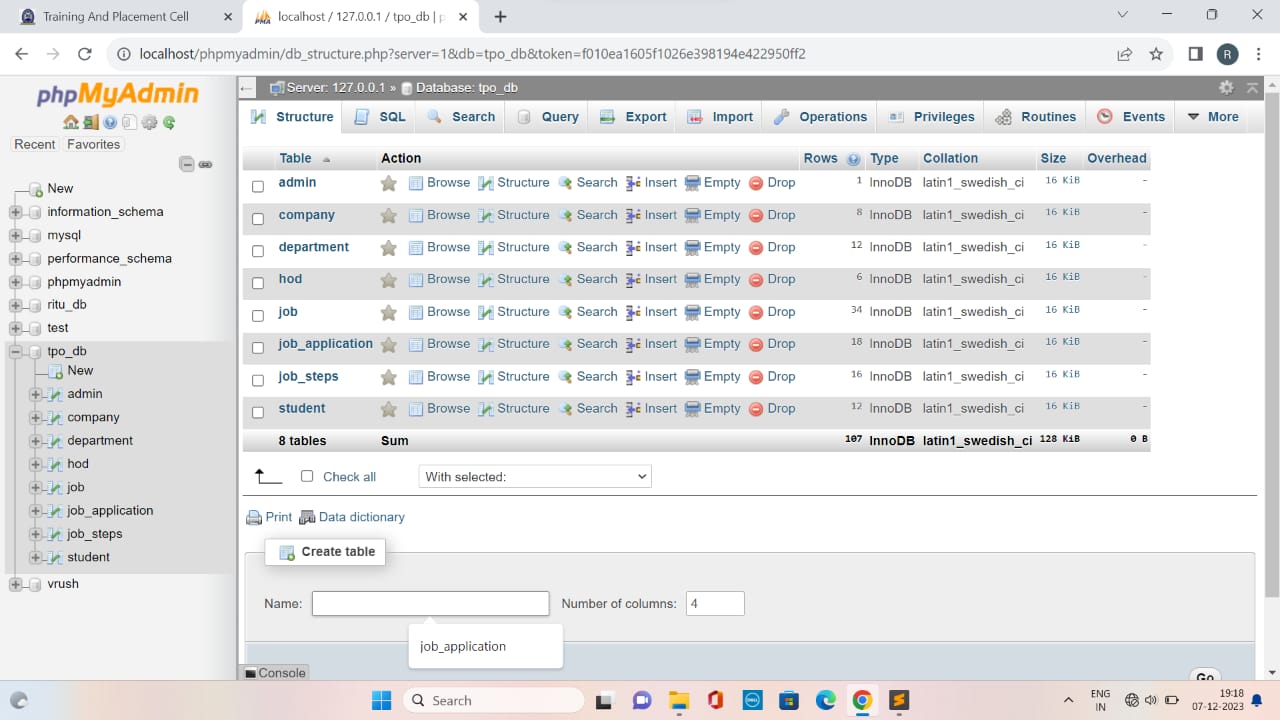 Training And Placement Cell
localhost / 127.0.0.1 / tpo_db | p
localhost/phpmyadmin/db_structure.php?server=1&db=tpo_db&token=f010ea1605f1026e398194e422950ff2
R
phpMyAdmin
Recent Favorites
New
information_schema
mysql
performance_schema
phpmyadmin
ritu_db
test
tpo_db
New
admin
company
department
hod
job
job_application
job_steps
student
vrush
Server: 127.0.0.1 » Database: tpo_db
Structure SQL Search Query Export Import Operations Privileges Routines Events More
Table Action Rows Type Collation Size Overhead
admin Browse Structure Search Insert Empty Drop 1 InnoDB latin1_swedish_ci 16 KiB -
company Browse Structure Search Insert Empty Drop 8 InnoDB latin1_swedish_ci 16 KiB -
department Browse Structure Search Insert Empty Drop 12 InnoDB latin1_swedish_ci 16 KiB -
hod Browse Structure Search Insert Empty Drop 6 InnoDB latin1_swedish_ci 16 KiB -
job Browse Structure Search Insert Empty Drop 34 InnoDB latin1_swedish_ci 16 KiB -
job_application Browse Structure Search Insert Empty Drop 18 InnoDB latin1_swedish_ci 16 KiB -
job_steps Browse Structure Search Insert Empty Drop 16 InnoDB latin1_swedish_ci 16 KiB -
student Browse Structure Search Insert Empty Drop 12 InnoDB latin1_swedish_ci 16 KiB -
8 tables Sum 107 InnoDB latin1_swedish_ci 128 KiB 0 B
Check all With selected:
Print Data dictionary
Create table
Name: Number of columns: 4
job_application
Console
Go
Search
ENG
IN
19:18
07-12-2023